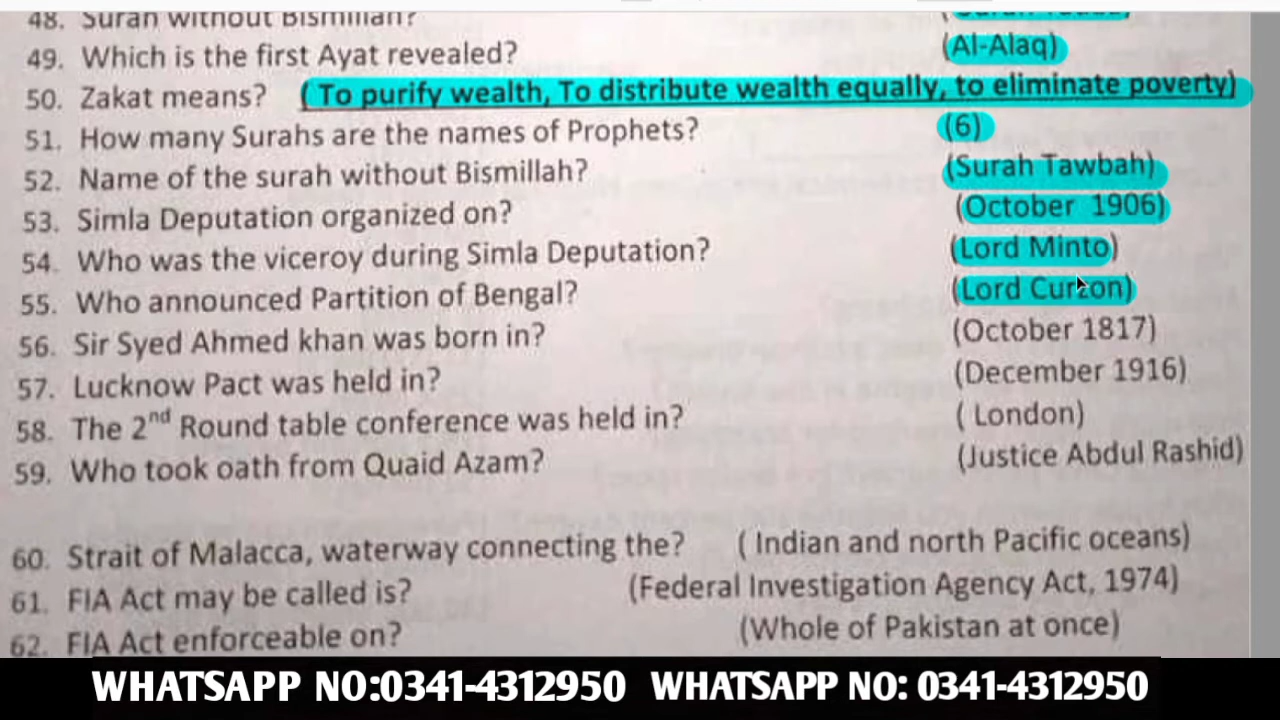 48. Surah without Bismillah?
49. Which is the first Ayat revealed? (Al-Alaq)
50. Zakat means? ( To purify wealth, To distribute wealth equally, to eliminate poverty)
51. How many Surahs are the names of Prophets? (6)
52. Name of the surah without Bismillah? (Surah Tawbah)
53. Simla Deputation organized on? (October 1906)
54. Who was the viceroy during Simla Deputation? (Lord Minto)
55. Who announced Partition of Bengal? (Lord Curzon)
56. Sir Syed Ahmed khan was born in? (October 1817)
57. Lucknow Pact was held in? (December 1916)
58. The 2nd Round table conference was held in? ( London)
59. Who took oath from Quaid Azam? (Justice Abdul Rashid)
60. Strait of Malacca, waterway connecting the? ( Indian and north Pacific oceans)
61. FIA Act may be called is? (Federal Investigation Agency Act, 1974)
62. FIA Act enforceable on? (Whole of Pakistan at once)
WHATSAPP NO:0341-4312950 WHATSAPP NO: 0341-4312950